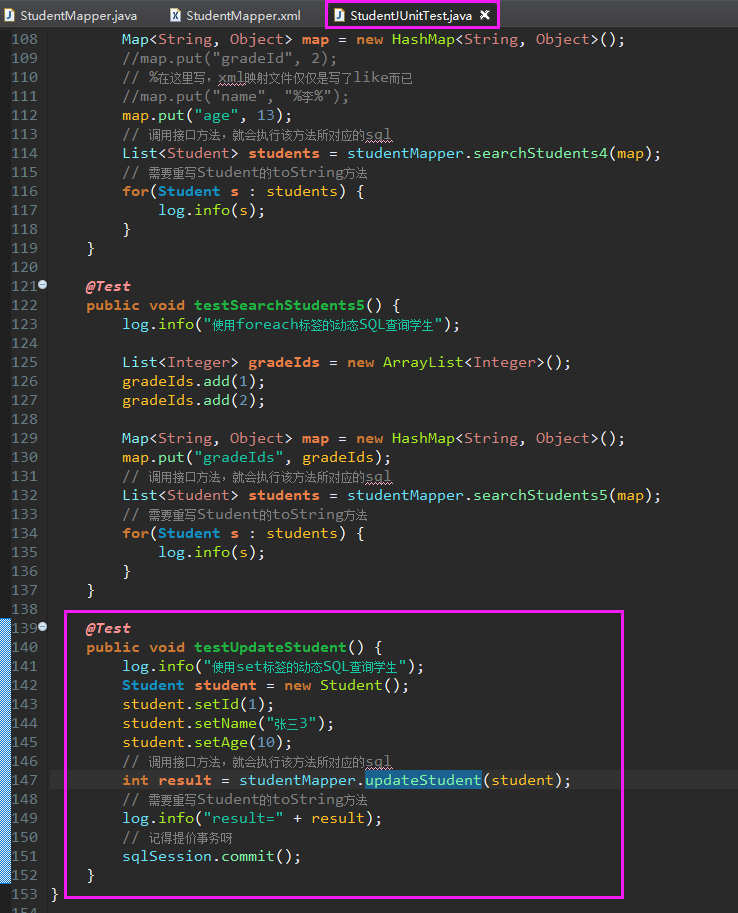 StudentMapper.java StudentMapper.xml StudentJUnitTest.java
108 Map<String, Object> map = new HashMap<String, Object>();
109 //map.put("gradeId", 2);
110 // %在这里写，xml映射文件仅仅是写了like而已
111 //map.put("name", "%李%");
112 map.put("age", 13);
113 // 调用接口方法，就会执行该方法所对应的sql
114 List<Student> students = studentMapper.searchStudents4(map);
115 // 需要重写Student的toString方法
116 for(Student s : students) {
117 log.info(s);
118 }
119 }
120
121 @Test
122 public void testSearchStudents5() {
123 log.info("使用foreach标签的动态SQL查询学生");
124
125 List<Integer> gradeIds = new ArrayList<Integer>();
126 gradeIds.add(1);
127 gradeIds.add(2);
128
129 Map<String, Object> map = new HashMap<String, Object>();
130 map.put("gradeIds", gradeIds);
131 // 调用接口方法，就会执行该方法所对应的sql
132 List<Student> students = studentMapper.searchStudents5(map);
133 // 需要重写Student的toString方法
134 for(Student s : students) {
135 log.info(s);
136 }
137 }
138
139 @Test
140 public void testUpdateStudent() {
141 log.info("使用set标签的动态SQL查询学生");
142 Student student = new Student();
143 student.setId(1);
144 student.setName("张三3");
145 student.setAge(10);
146 // 调用接口方法，就会执行该方法所对应的sql
147 int result = studentMapper.updateStudent(student);
148 // 需要重写Student的toString方法
149 log.info("result=" + result);
150 // 记得提价事务呀
151 sqlSession.commit();
152 }
153 }
154